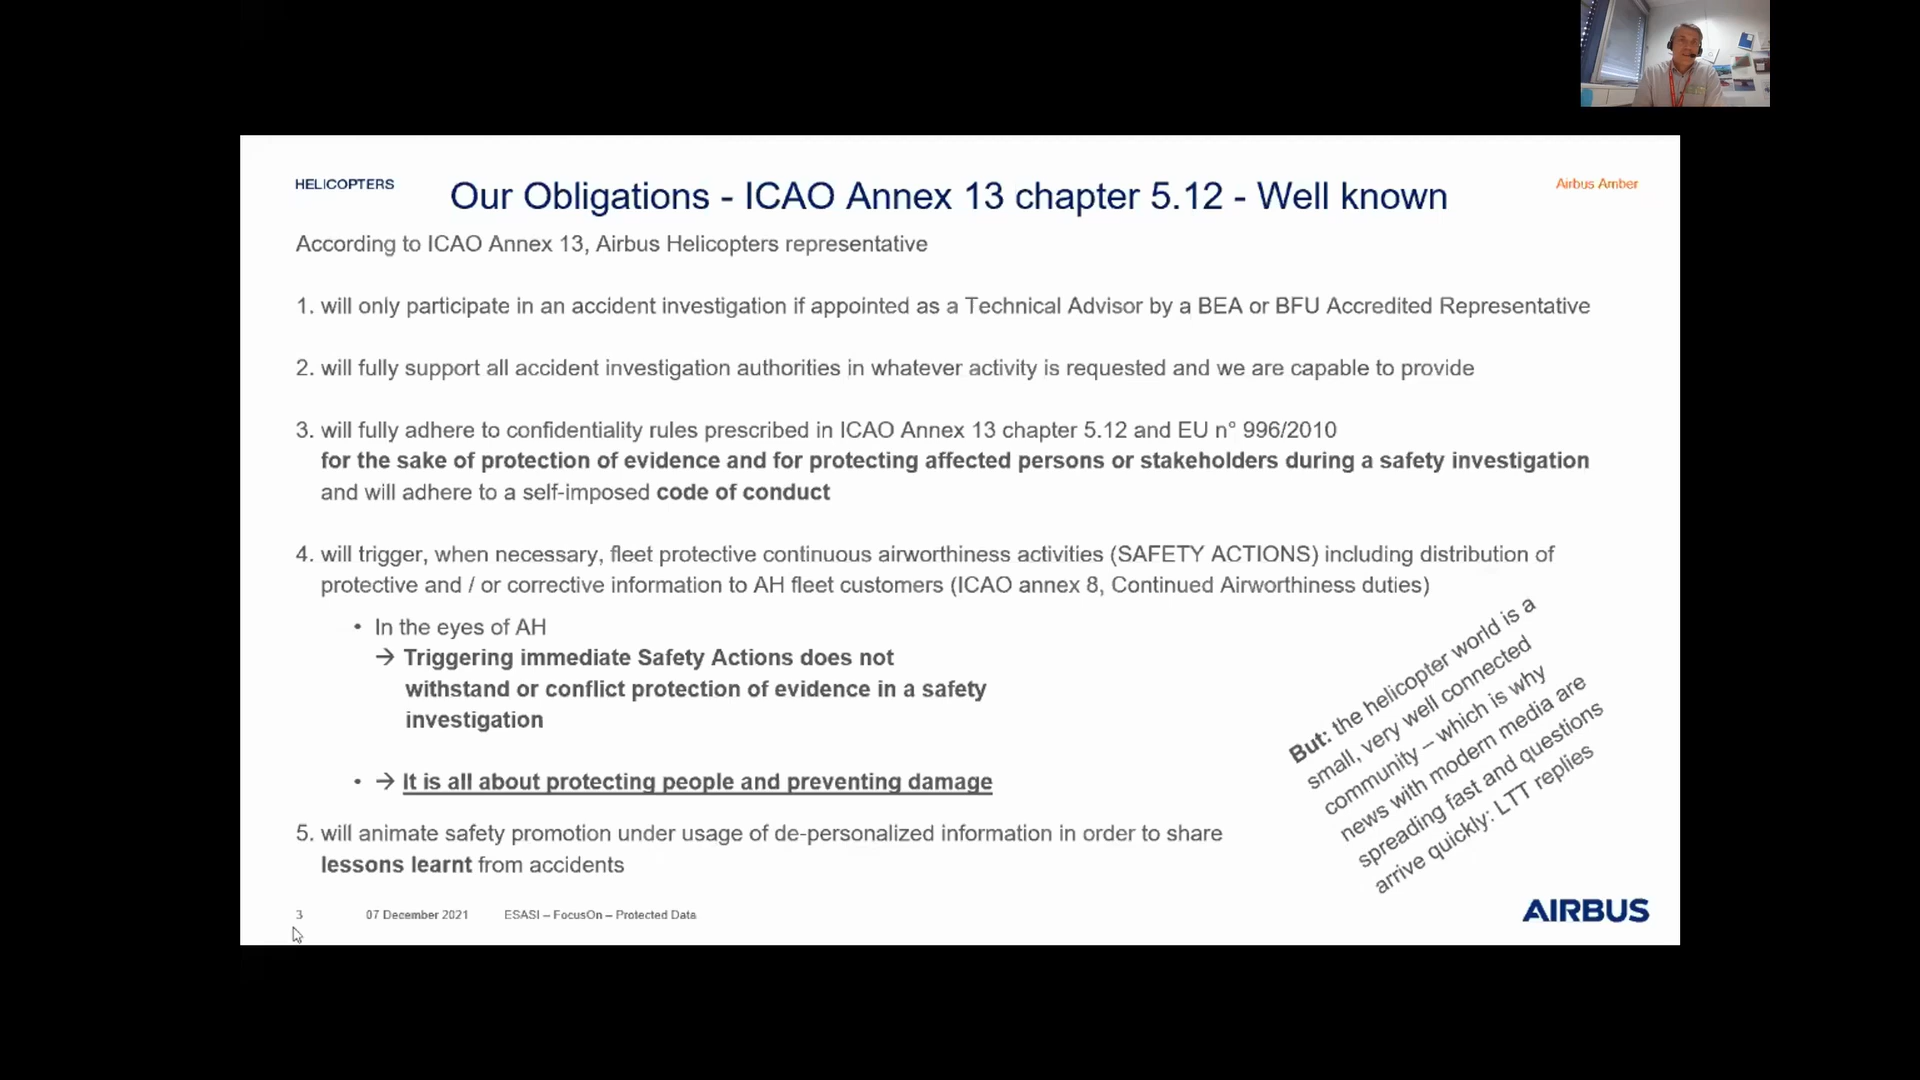 HELICOPTERS
Our Obligations - ICAO Annex 13 chapter 5.12 - Well known
Airbus Amber
According to ICAO Annex 13, Airbus Helicopters representative
1. will only participate in an accident investigation if appointed as a Technical Advisor by a BEA or BFU Accredited Representative
2. will fully support all accident investigation authorities in whatever activity is requested and we are capable to provide
3. will fully adhere to confidentiality rules prescribed in ICAO Annex 13 chapter 5.12 and EU n° 996/2010
for the sake of protection of evidence and for protecting affected persons or stakeholders during a safety investigation
and will adhere to a self-imposed code of conduct
4. will trigger, when necessary, fleet protective continuous airworthiness activities (SAFETY ACTIONS) including distribution of
protective and / or corrective information to AH fleet customers (ICAO annex 8, Continued Airworthiness duties)
• In the eyes of AH
→ Triggering immediate Safety Actions does not
withstand or conflict protection of evidence in a safety
investigation
• → It is all about protecting people and preventing damage
5. will animate safety promotion under usage of de-personalized information in order to share
lessons learnt from accidents
But: the helicopter world is a
small, very well connected
community – which is why
news with modern media are
spreading fast and questions
arrive quickly: LTT replies
3
07 December 2021
ESASI – FocusOn – Protected Data
AIRBUS